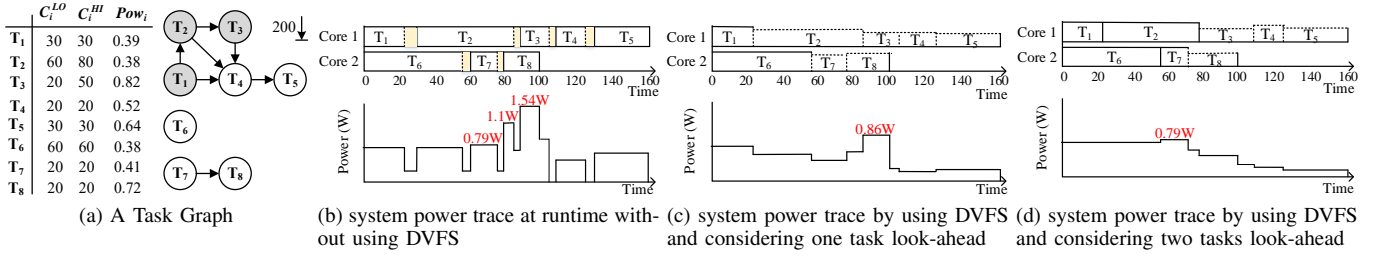 C_i^LO C_i^HI Pow_i
T1 30 30 0.39
T2 60 80 0.38
T3 20 50 0.82
T4 20 20 0.52
T5 30 30 0.64
T6 60 60 0.38
T7 20 20 0.41
T8 20 20 0.72
T2 T3
T1 T4 T5
T6
T7 T8
200
(a) A Task Graph
Core 1 T1 T2 T3 T4 T5
Core 2 T6 T7 T8
0 20 40 60 80 100 120 140 160
Time
Power (W)
0.79W 1.1W 1.54W
Time
(b) system power trace at runtime with-
out using DVFS
Core 1 T1 T2 T3 T4 T5
Core 2 T6 T7 T8
0 20 40 60 80 100 120 140 160
Time
Power (W)
0.86W
Time
(c) system power trace by using DVFS
and considering one task look-ahead
Core 1 T1 T2 T3 T4 T5
Core 2 T6 T7 T8
0 20 40 60 80 100 120 140 160
Time
Power (W)
0.79W
Time
(d) system power trace by using DVFS
and considering two tasks look-ahead